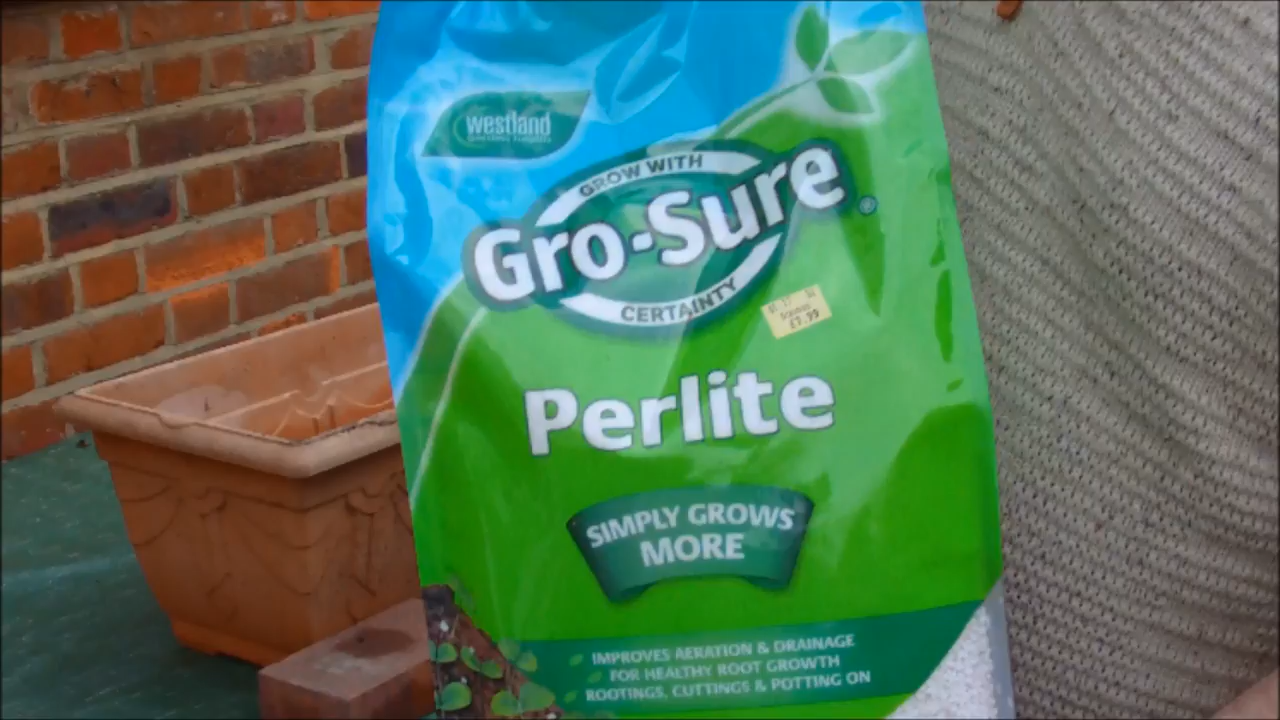 westland
GROW WITH
Gro-Sure®
CERTAINTY
£3.99
Perlite
SIMPLY GROWS
MORE
IMPROVES AERATION & DRAINAGE
FOR HEALTHY ROOT GROWTH
ROOTINGS, CUTTINGS & POTTING ON